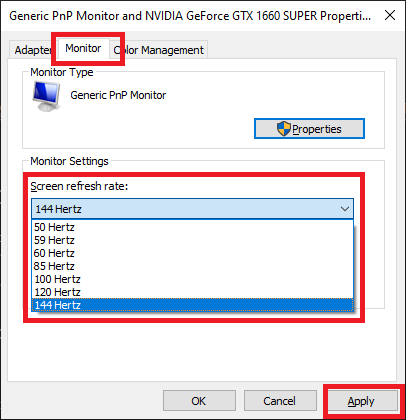 Generic PnP Monitor and NVIDIA GeForce GTX 1660 SUPER Properti...
Adapter Monitor Color Management
Monitor Type
Generic PnP Monitor
Properties
Monitor Settings
Screen refresh rate:
144 Hertz
50 Hertz
59 Hertz
60 Hertz
85 Hertz
100 Hertz
120 Hertz
144 Hertz
OK Cancel Apply